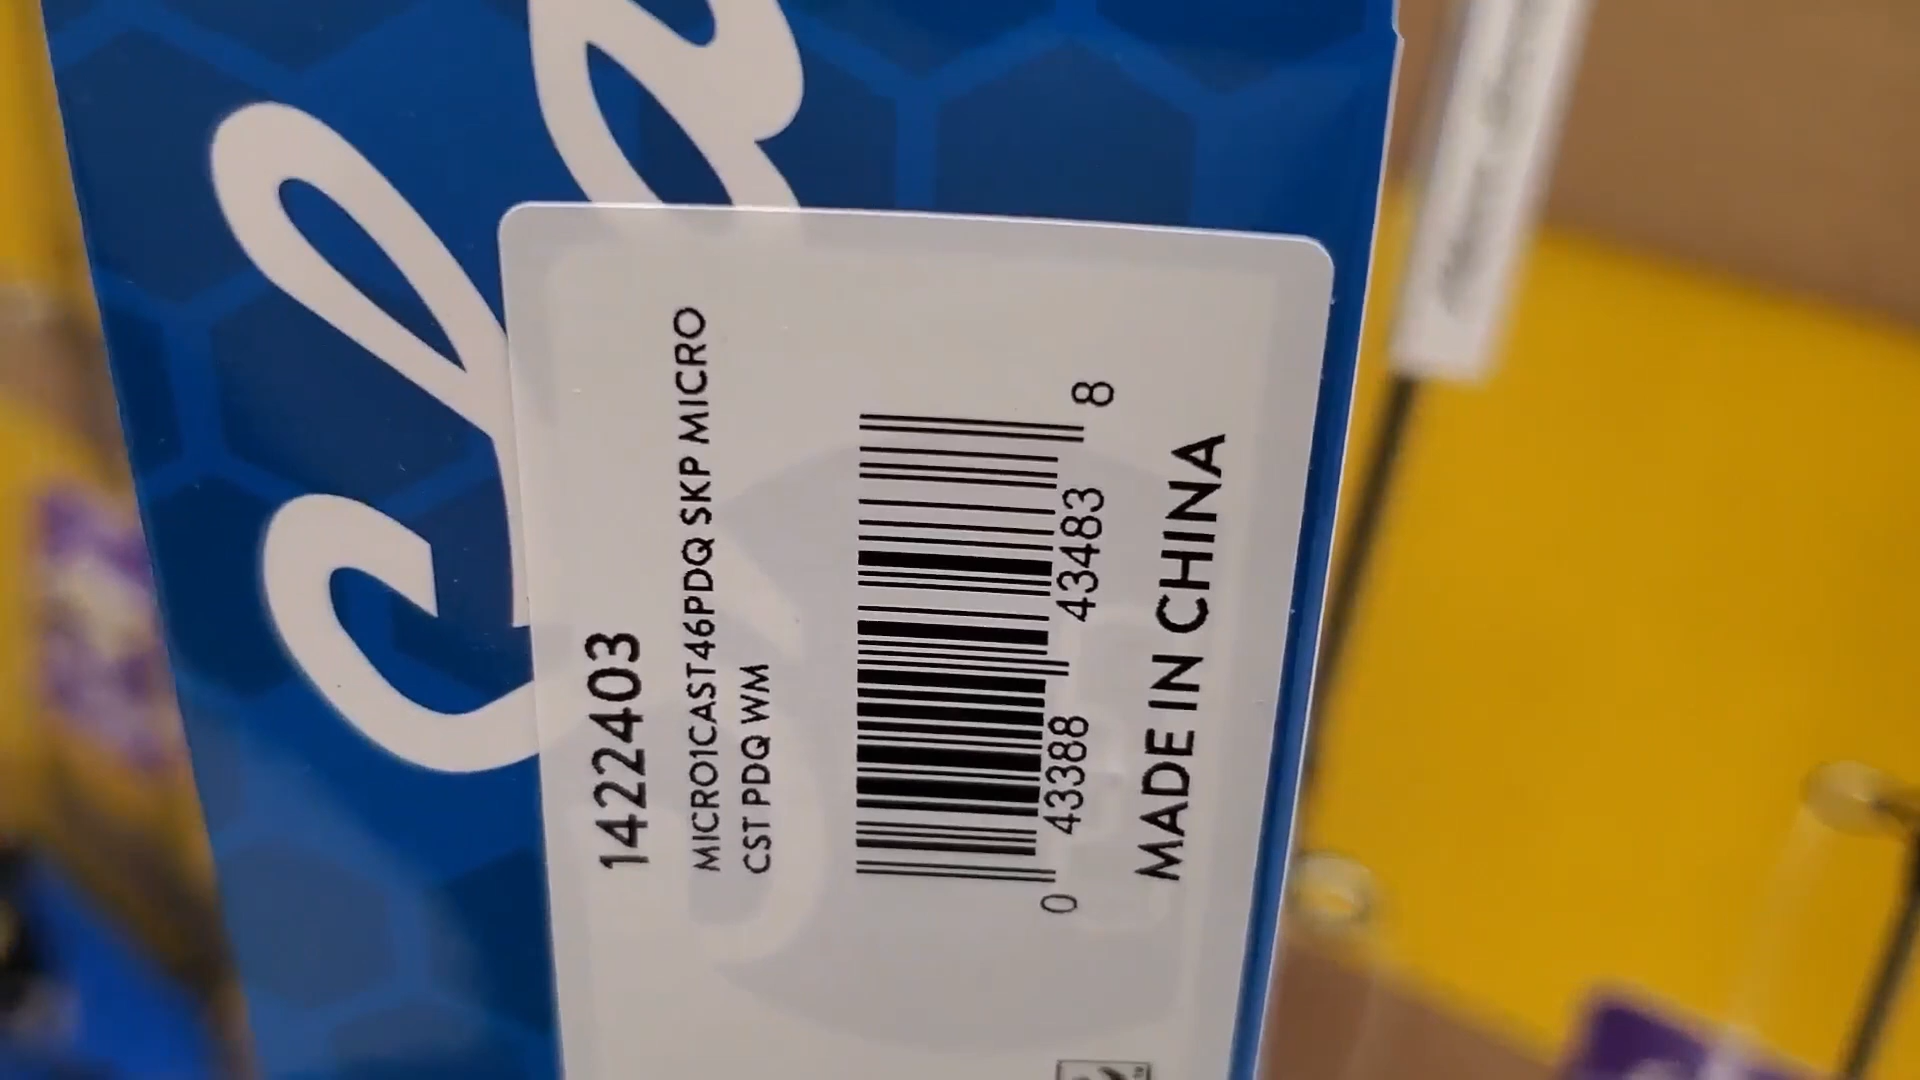 1422403
MICRO1CAST46PDQ SKP MICRO
CST PDQ WM
0 43388 43483 8
MADE IN CHINA